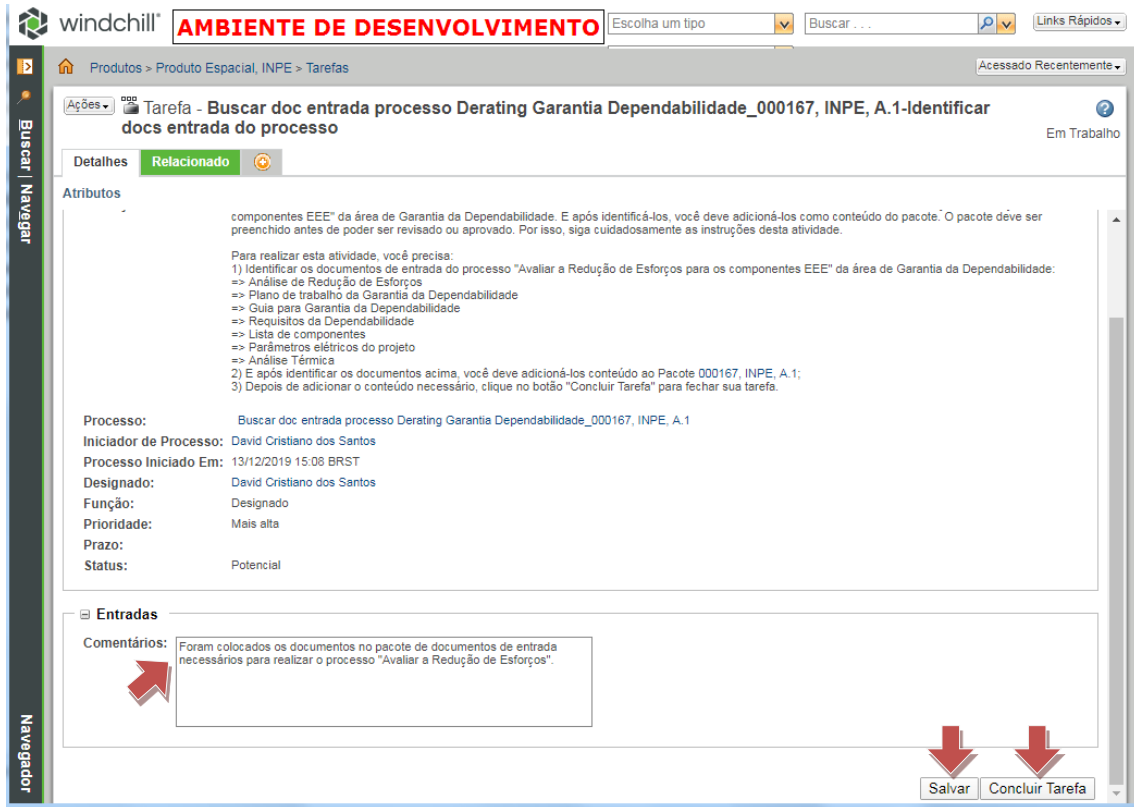 windchill
AMBIENTE DE DESENVOLVIMENTO
Escolha um tipo
Buscar . . .
Links Rápidos
Produtos > Produto Espacial, INPE > Tarefas
Acessado Recentemente
Buscar | Navegar
Ações
Tarefa - Buscar doc entrada processo Derating Garantia Dependabilidade_000167, INPE, A.1-Identificar
docs entrada do processo
Em Trabalho
Detalhes
Relacionado
Atributos
componentes EEE" da área de Garantia da Dependabilidade. E após identificá-los, você deve adicioná-los como conteúdo do pacote. O pacote deve ser
preenchido antes de poder ser revisado ou aprovado. Por isso, siga cuidadosamente as instruções desta atividade.
Para realizar esta atividade, você precisa:
1) Identificar os documentos de entrada do processo "Avaliar a Redução de Esforços para os componentes EEE" da área de Garantia da Dependabilidade:
=> Análise de Redução de Esforços
=> Plano de trabalho da Garantia da Dependabilidade
=> Guia para Garantia da Dependabilidade
=> Requisitos da Dependabilidade
=> Lista de componentes
=> Parâmetros elétricos do projeto
=> Análise Térmica
2) E após identificar os documentos acima, você deve adicioná-los conteúdo ao Pacote 000167, INPE, A.1;
3) Depois de adicionar o conteúdo necessário, clique no botão "Concluir Tarefa" para fechar sua tarefa.
Processo: Buscar doc entrada processo Derating Garantia Dependabilidade_000167, INPE, A.1
Iniciador de Processo: David Cristiano dos Santos
Processo Iniciado Em: 13/12/2019 15:08 BRST
Designado: David Cristiano dos Santos
Função: Designado
Prioridade: Mais alta
Prazo:
Status: Potencial
Entradas
Comentários:
Foram colocados os documentos no pacote de documentos de entrada
necessários para realizar o processo "Avaliar a Redução de Esforços".
Navegador
Salvar
Concluir Tarefa